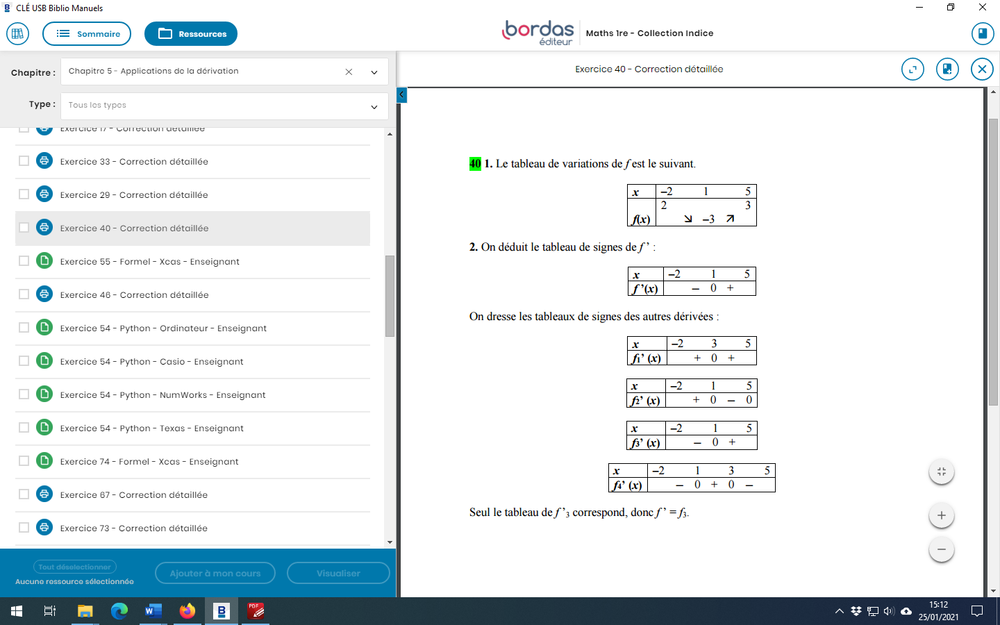 CLÉ USB Biblio Manuels
Sommaire
Ressources
bordas
éditeur
Maths 1re - Collection Indice
Chapitre :
Chapitre 5 - Applications de la dérivation
Type :
Tous les types
Exercice 17 - Correction détaillée
Exercice 33 - Correction détaillée
Exercice 29 - Correction détaillée
Exercice 40 - Correction détaillée
Exercice 55 - Formel - Xcas - Enseignant
Exercice 46 - Correction détaillée
Exercice 54 - Python - Ordinateur - Enseignant
Exercice 54 - Python - Casio - Enseignant
Exercice 54 - Python - NumWorks - Enseignant
Exercice 54 - Python - Texas - Enseignant
Exercice 74 - Formel - Xcas - Enseignant
Exercice 67 - Correction détaillée
Exercice 73 - Correction détaillée
Tout déselectionner
Aucune ressource sélectionnée
Ajouter à mon cours
Visualiser
Exercice 40 - Correction détaillée
40 1. Le tableau de variations de f est le suivant.
x −2 1 5
2 3
f(x) ↘ −3 ↗
2. On déduit le tableau de signes de f ’ :
x −2 1 5
f ’(x) − 0 +
On dresse les tableaux de signes des autres dérivées :
x −2 3 5
f₁’ (x) + 0 +
x −2 1 5
f₂’ (x) + 0 − 0
x −2 1 5
f₃’ (x) − 0 +
x −2 1 3 5
f₄’ (x) − 0 + 0 −
Seul le tableau de f ’₃ correspond, donc f ’ = f₃.
15:12
25/01/2021